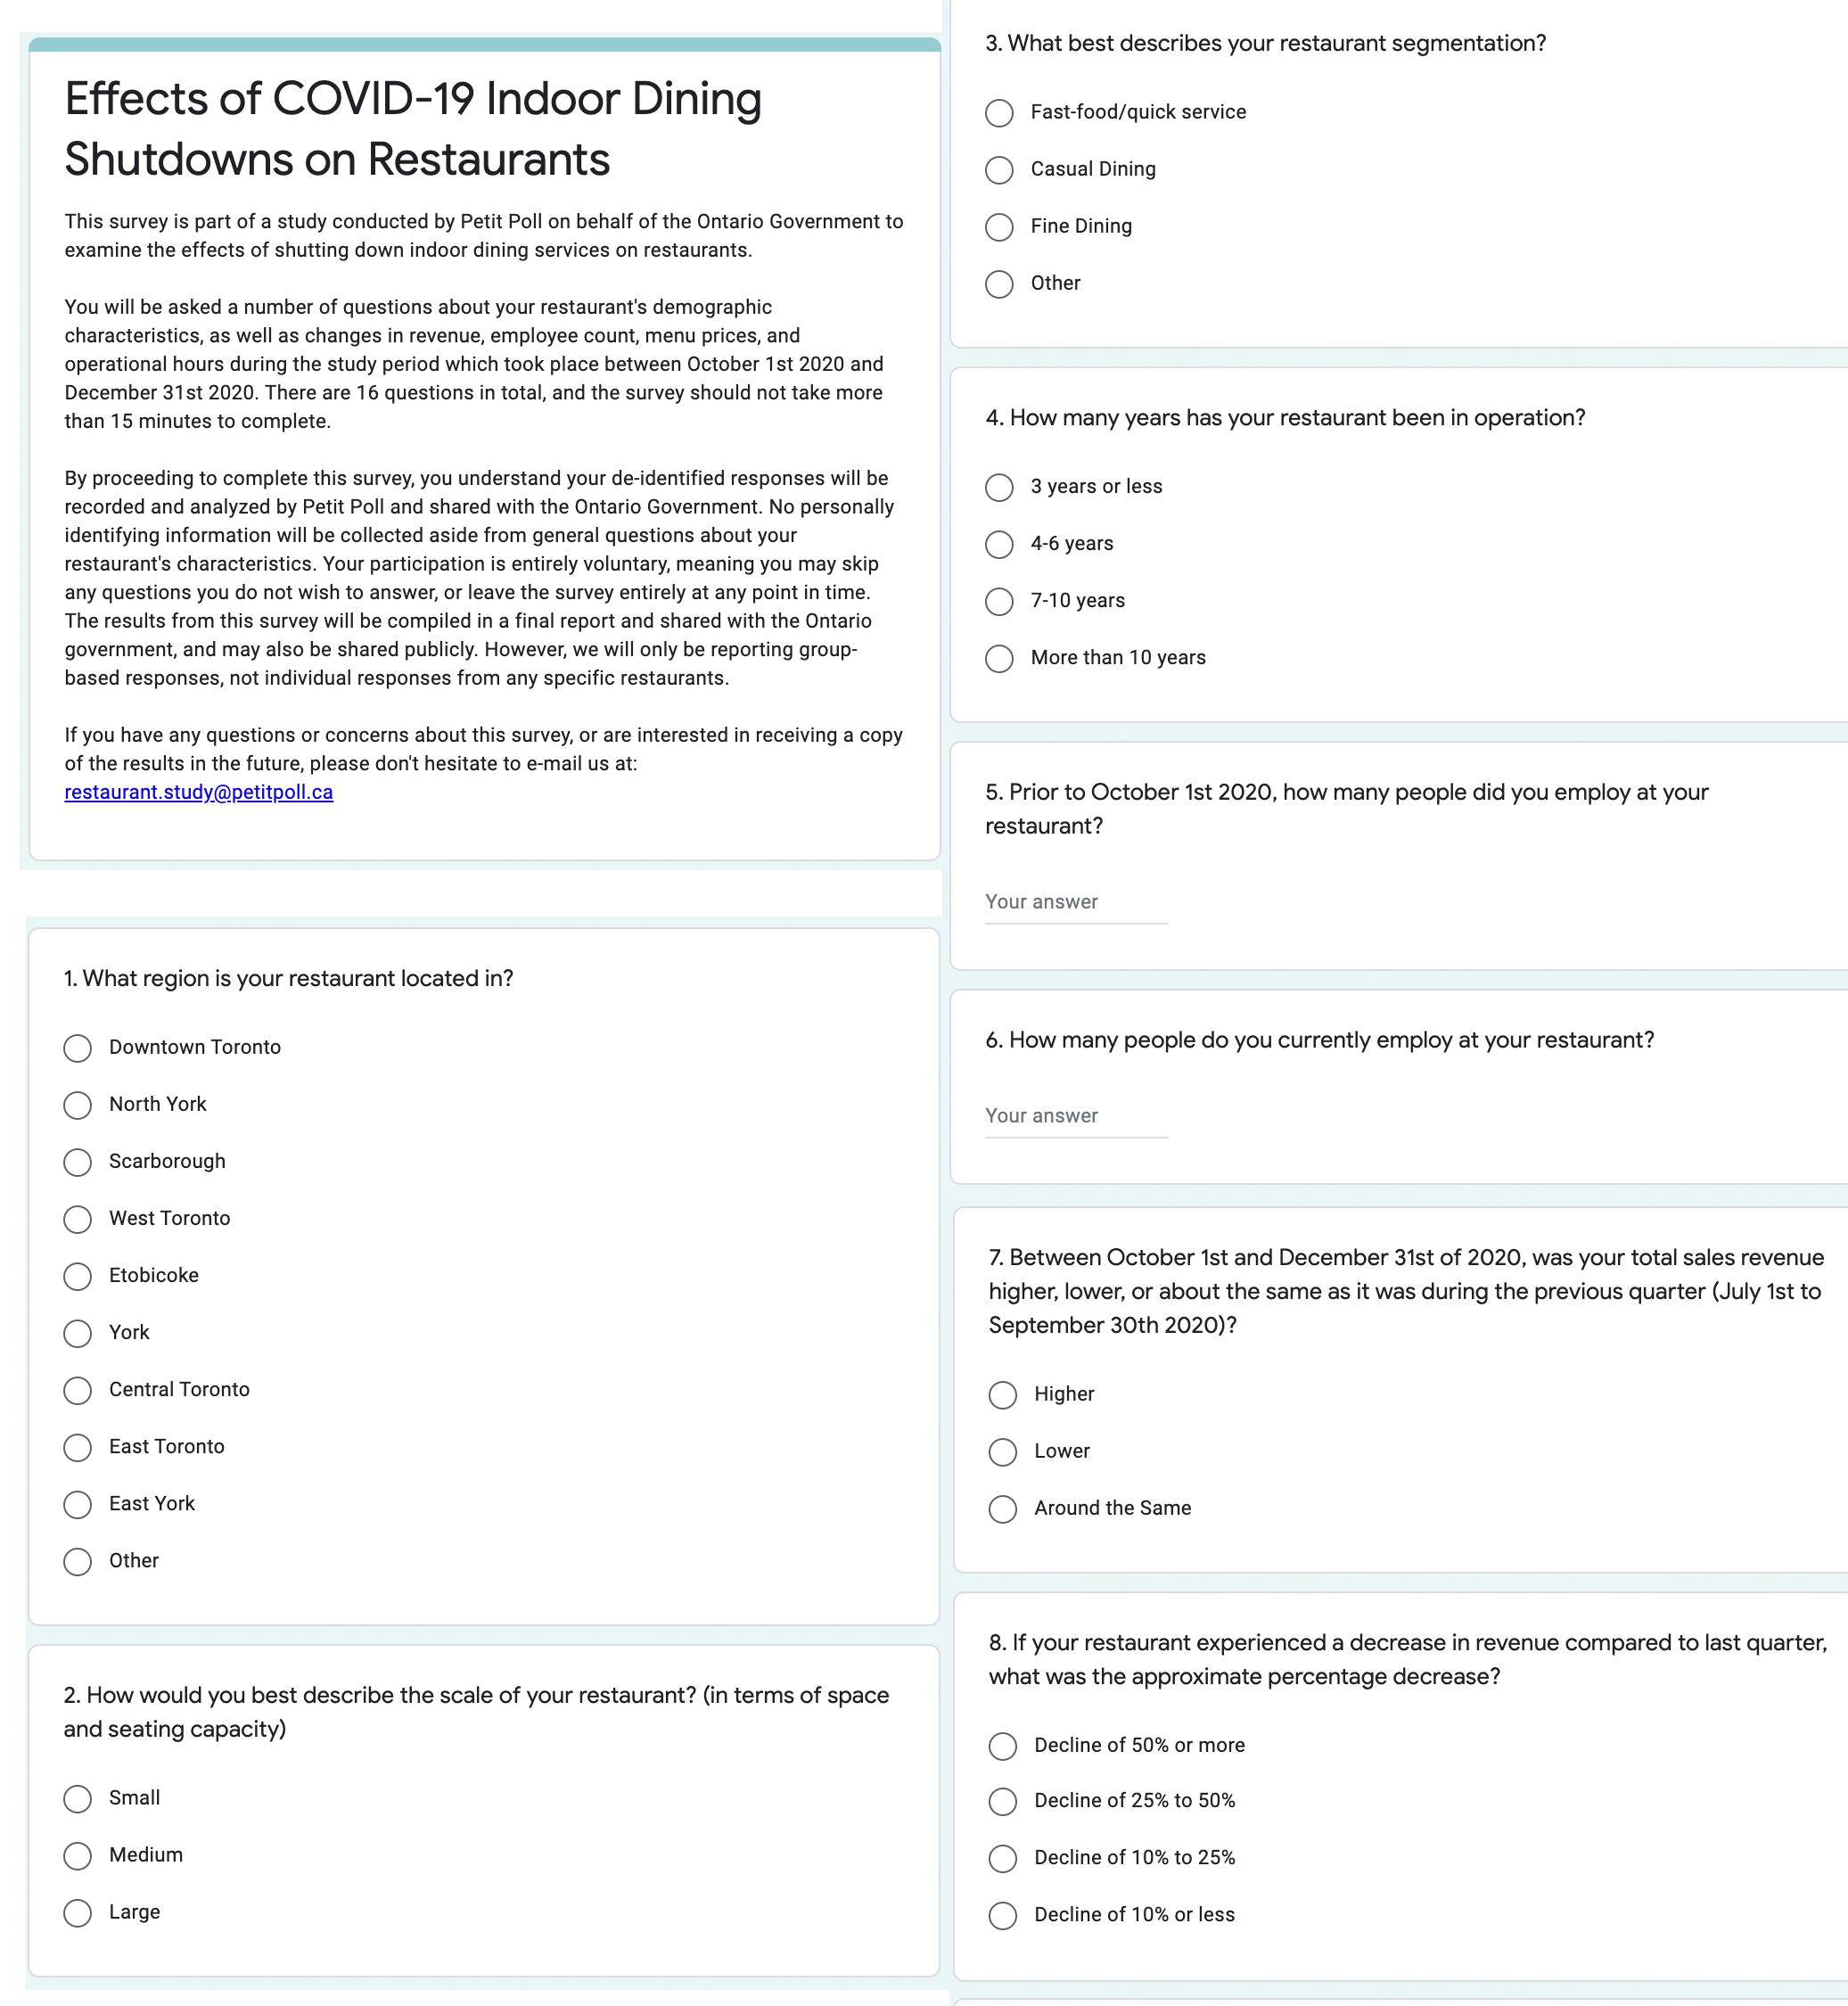 Effects of COVID-19 Indoor Dining
Shutdowns on Restaurants
This survey is part of a study conducted by Petit Poll on behalf of the Ontario Government to
examine the effects of shutting down indoor dining services on restaurants.
You will be asked a number of questions about your restaurant's demographic
characteristics, as well as changes in revenue, employee count, menu prices, and
operational hours during the study period which took place between October 1st 2020 and
December 31st 2020. There are 16 questions in total, and the survey should not take more
than 15 minutes to complete.
By proceeding to complete this survey, you understand your de-identified responses will be
recorded and analyzed by Petit Poll and shared with the Ontario Government. No personally
identifying information will be collected aside from general questions about your
restaurant's characteristics. Your participation is entirely voluntary, meaning you may skip
any questions you do not wish to answer, or leave the survey entirely at any point in time.
The results from this survey will be compiled in a final report and shared with the Ontario
government, and may also be shared publicly. However, we will only be reporting group-
based responses, not individual responses from any specific restaurants.
If you have any questions or concerns about this survey, or are interested in receiving a copy
of the results in the future, please don't hesitate to e-mail us at:
restaurant.study@petitpoll.ca
1. What region is your restaurant located in?
Downtown Toronto
North York
Scarborough
West Toronto
Etobicoke
York
Central Toronto
East Toronto
East York
Other
2. How would you best describe the scale of your restaurant? (in terms of space
and seating capacity)
Small
Medium
Large
3. What best describes your restaurant segmentation?
Fast-food/quick service
Casual Dining
Fine Dining
Other
4. How many years has your restaurant been in operation?
3 years or less
4-6 years
7-10 years
More than 10 years
5. Prior to October 1st 2020, how many people did you employ at your
restaurant?
Your answer
6. How many people do you currently employ at your restaurant?
Your answer
7. Between October 1st and December 31st of 2020, was your total sales revenue
higher, lower, or about the same as it was during the previous quarter (July 1st to
September 30th 2020)?
Higher
Lower
Around the Same
8. If your restaurant experienced a decrease in revenue compared to last quarter,
what was the approximate percentage decrease?
Decline of 50% or more
Decline of 25% to 50%
Decline of 10% to 25%
Decline of 10% or less